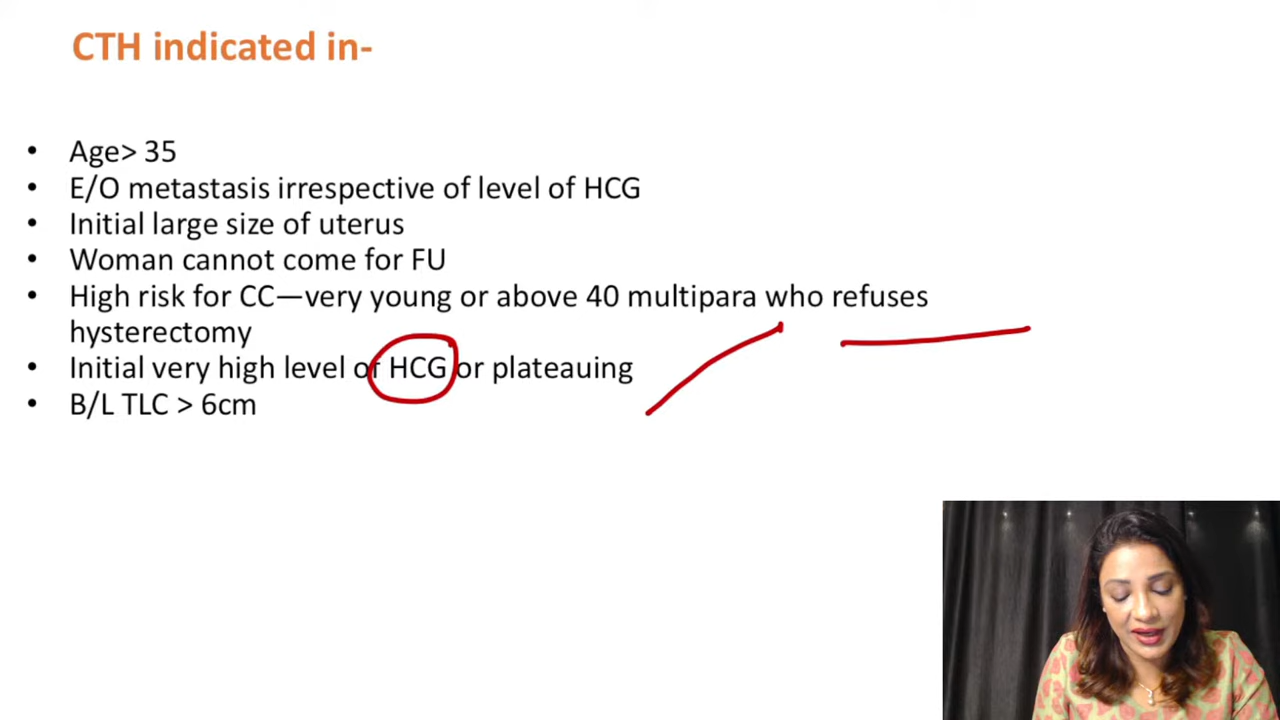 CTH indicated in-
• Age> 35
• E/O metastasis irrespective of level of HCG
• Initial large size of uterus
• Woman cannot come for FU
• High risk for CC—very young or above 40 multipara who refuses
hysterectomy
• Initial very high level of HCG or plateauing
• B/L TLC > 6cm